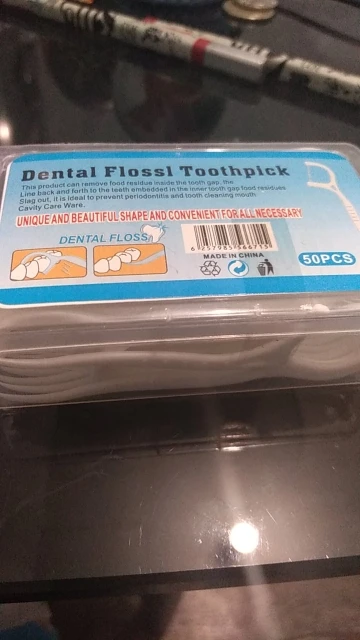 Dental Flossl Toothpick
This product can remove food residue inside the tooth gap, the
Line back and forth to the teeth embedded in the inner tooth gap food residues
Slag out, it is ideal to prevent periodontitis and tooth cleaning mouth
Cavity Care Ware.
UNIQUE AND BEAUTIFUL SHAPE AND CONVENIENT FOR ALL NECESSARY
DENTAL FLOSS
MADE IN CHINA
50PCS